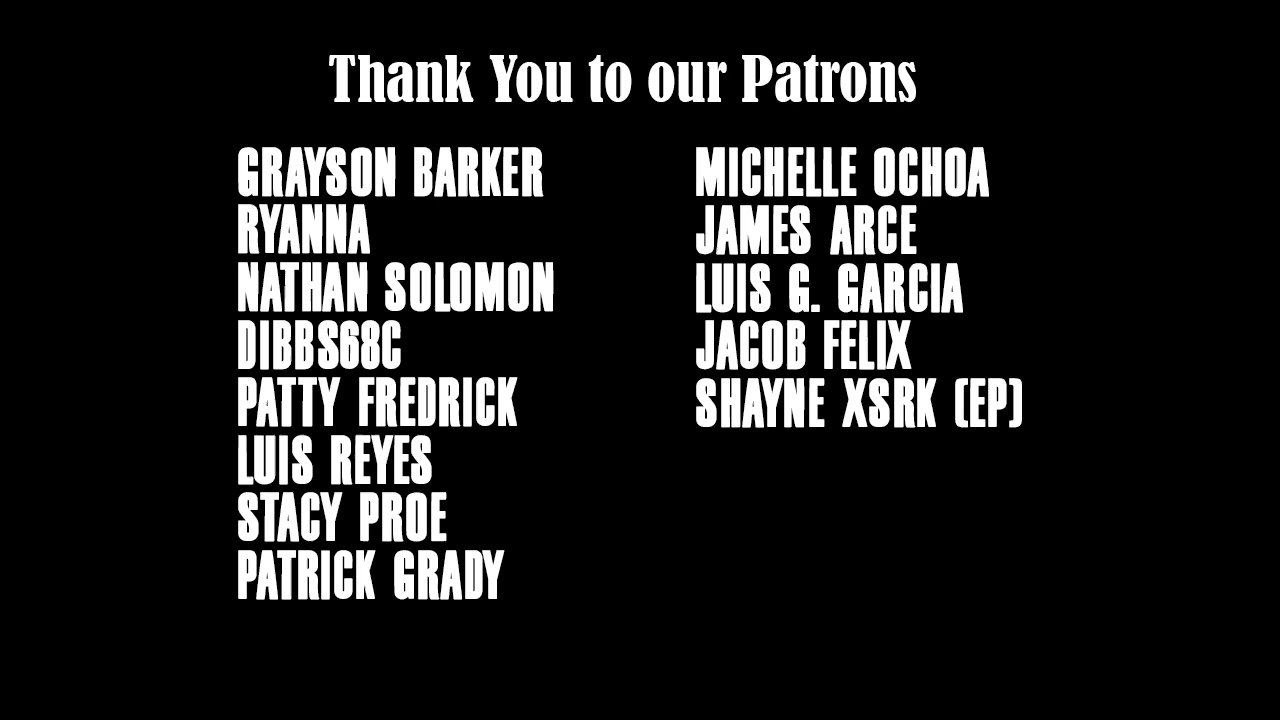 Thank You to our Patrons
GRAYSON BARKER
RYANNA
NATHAN SOLOMON
DIBBS68C
PATTY FREDRICK
LUIS REYES
STACY PROE
PATRICK GRADY
MICHELLE OCHOA
JAMES ARCE
LUIS G. GARCIA
JACOB FELIX
SHAYNE XSRK (EP)